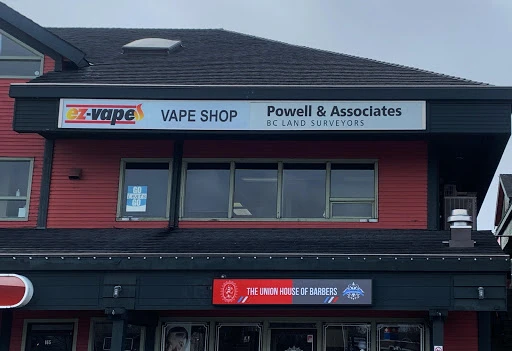 ez-vape
VAPE SHOP
Powell & Associates
BC LAND SURVEYORS
GO
GO
THE UNION HOUSE OF BARBERS